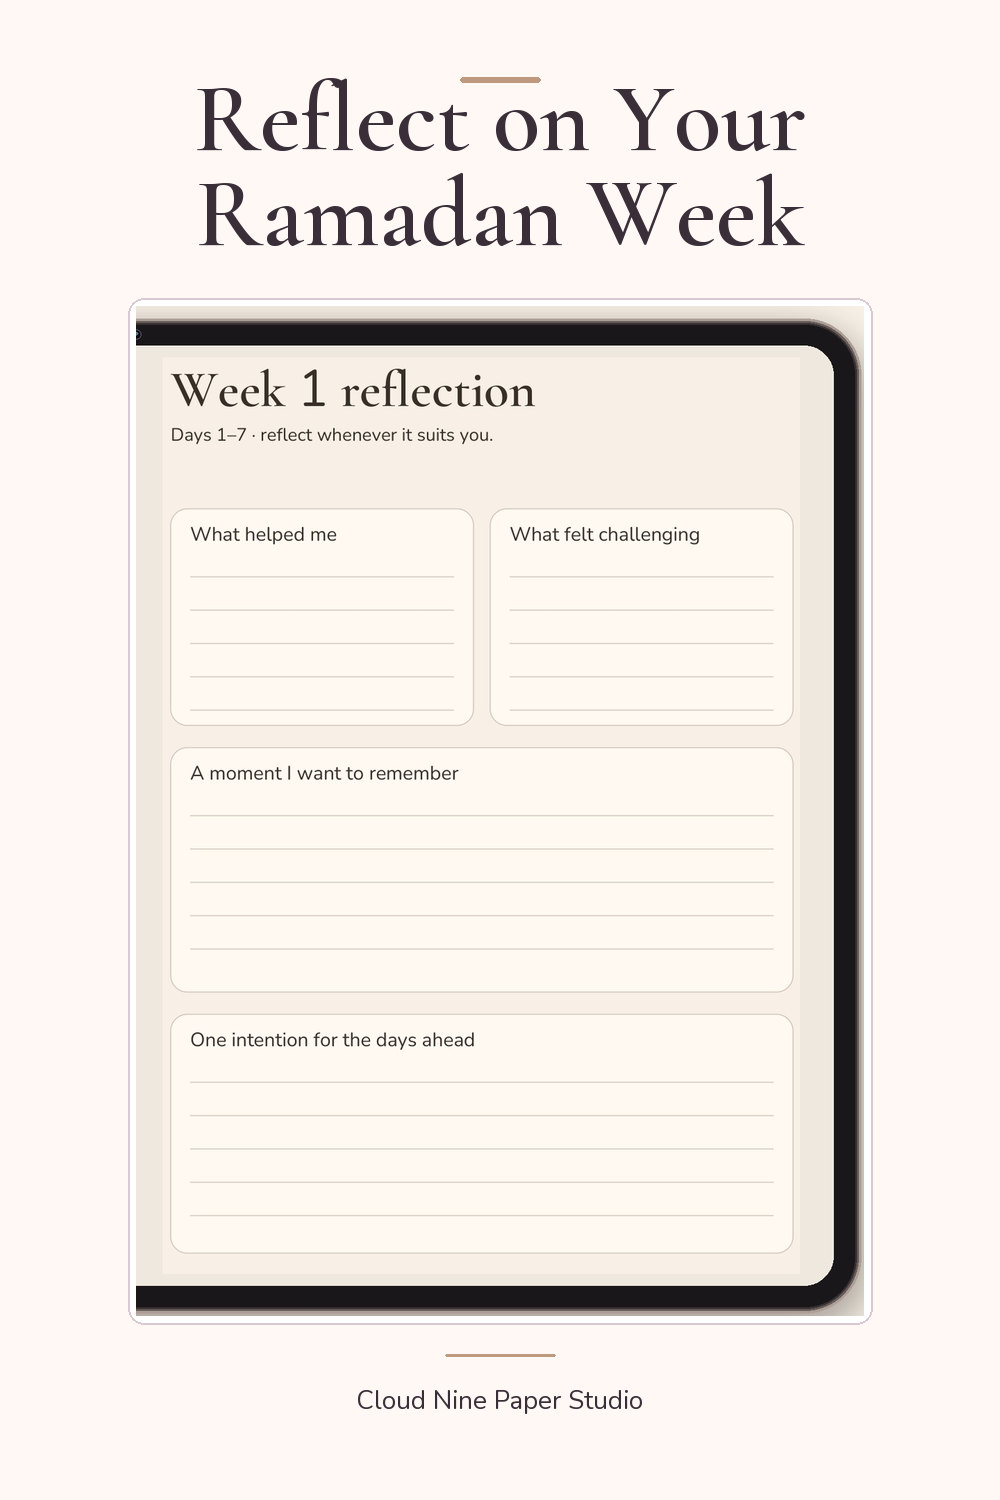 Reflect on Your
Ramadan Week
Week 1 reflection
Days 1–7 · reflect whenever it suits you.
What helped me
What felt challenging
A moment I want to remember
One intention for the days ahead
Cloud Nine Paper Studio